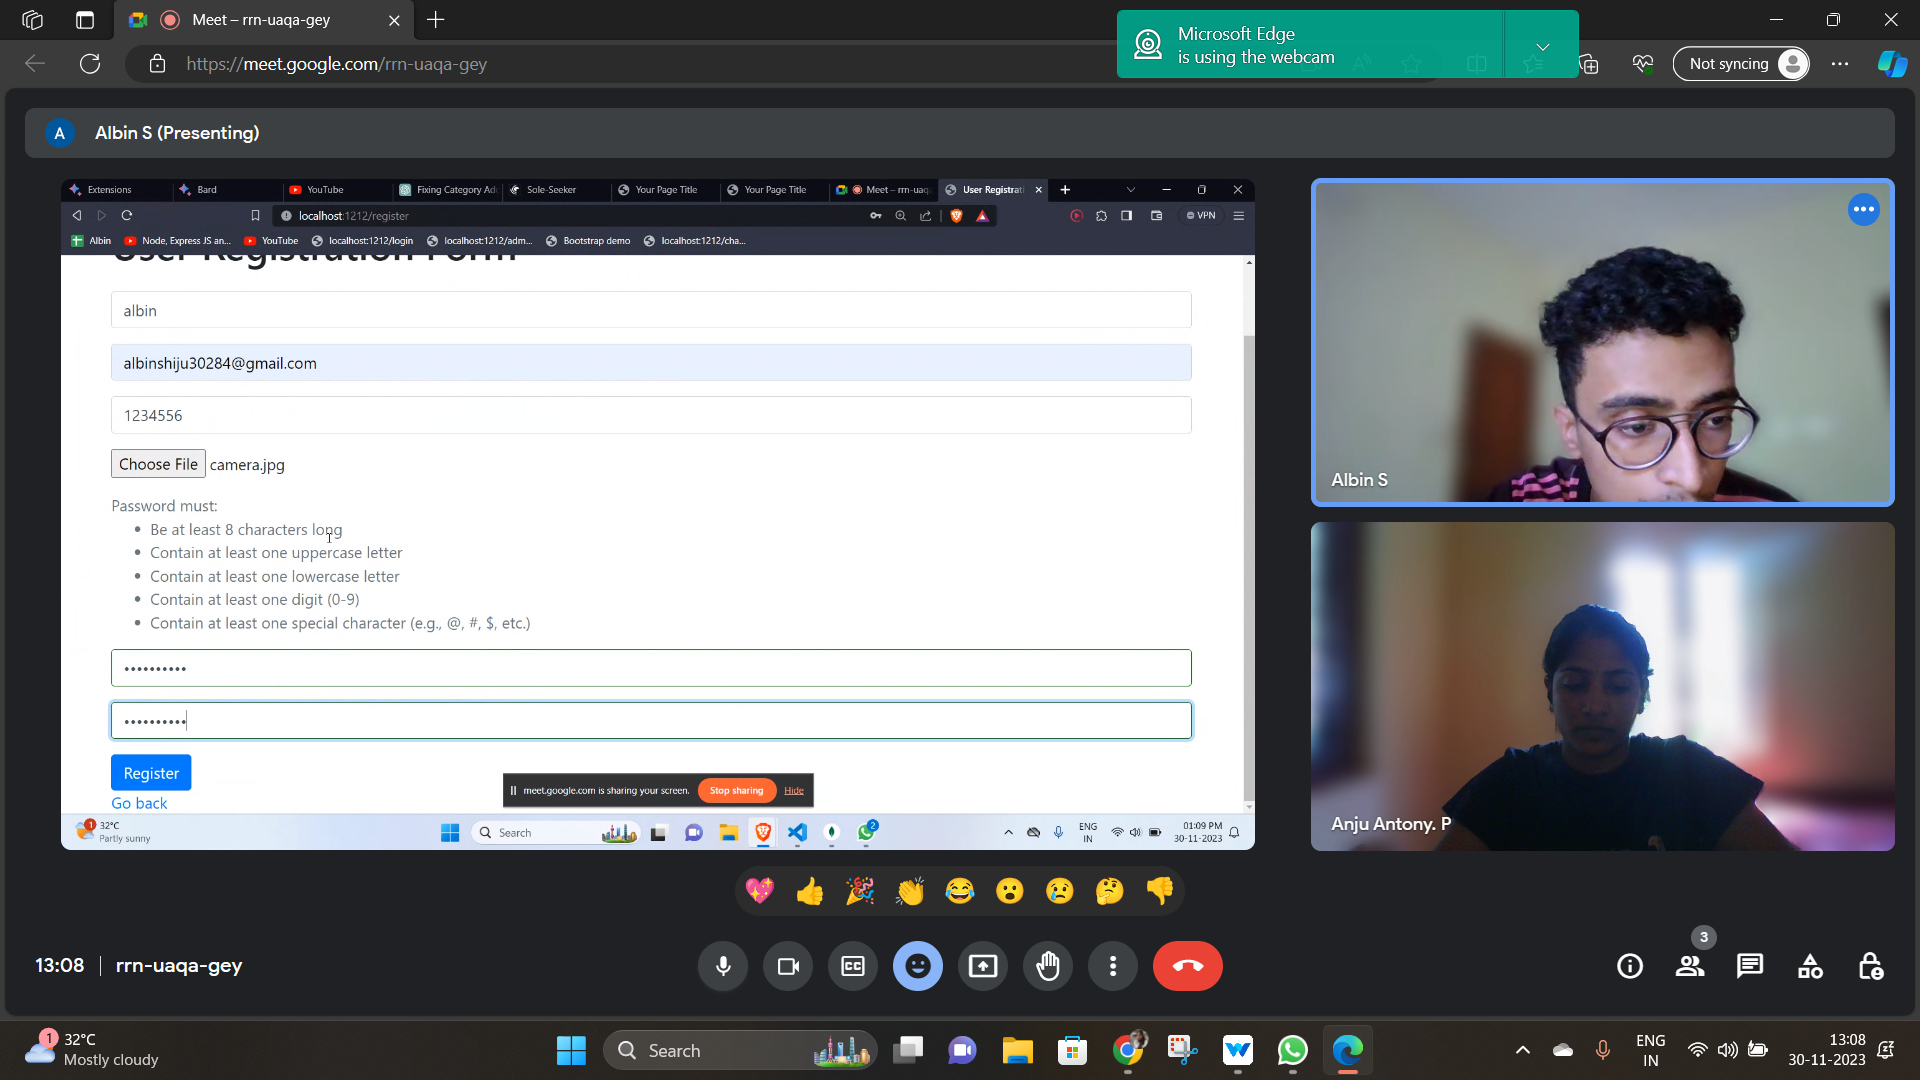 Meet – rrn-uaqa-gey
https://meet.google.com/rrn-uaqa-gey
Microsoft Edge
is using the webcam
Not syncing
A
Albin S (Presenting)
Extensions
Bard
YouTube
Fixing Category Ad
Sole-Seeker
Your Page Title
Your Page Title
Meet – rrn-uaq
User Registrati
localhost:1212/register
VPN
Albin
Node, Express JS an...
YouTube
localhost:1212/login
localhost:1212/adm...
Bootstrap demo
localhost:1212/cha...
User Registration Form
albin
albinshiju30284@gmail.com
1234556
Choose File camera.jpg
Password must:
Be at least 8 characters long
Contain at least one uppercase letter
Contain at least one lowercase letter
Contain at least one digit (0-9)
Contain at least one special character (e.g., @, #, $, etc.)
Register
Go back
meet.google.com is sharing your screen.
Stop sharing
Hide
1
32°C
Partly sunny
Search
2
ENG
IN
01:09 PM
30-11-2023
Albin S
Anju Antony. P
13:08
rrn-uaqa-gey
CC
3
1
32°C
Mostly cloudy
Search
ENG
IN
13:08
30-11-2023